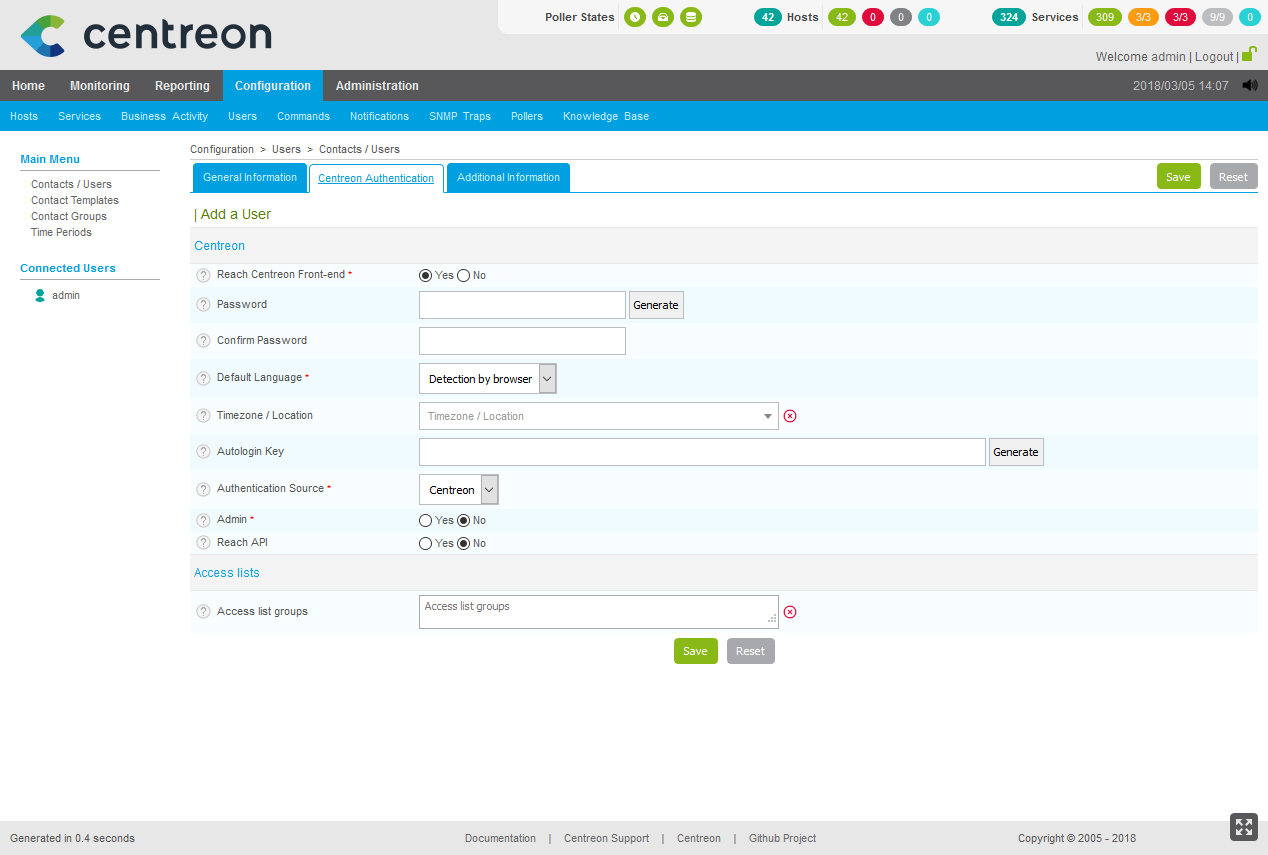 centreon
Poller States 42 Hosts 42 0 0 0 324 Services 309 3/3 3/3 9/9 0
Welcome admin | Logout |
Home Monitoring Reporting Configuration Administration 2018/03/05 14:07
Hosts Services Business Activity Users Commands Notifications SNMP Traps Pollers Knowledge Base
Configuration > Users > Contacts / Users
Main Menu
Contacts / Users
Contact Templates
Contact Groups
Time Periods
Connected Users
admin
General Information Centreon Authentication Additional Information Save Reset
| Add a User
Centreon
? Reach Centreon Front-end * Yes No
? Password Generate
? Confirm Password
? Default Language * Detection by browser
? Timezone / Location Timezone / Location
? Autologin Key Generate
? Authentication Source * Centreon
? Admin * Yes No
? Reach API Yes No
Access lists
? Access list groups Access list groups
Save Reset
Generated in 0.4 seconds Documentation | Centreon Support | Centreon | Github Project Copyright © 2005 - 2018